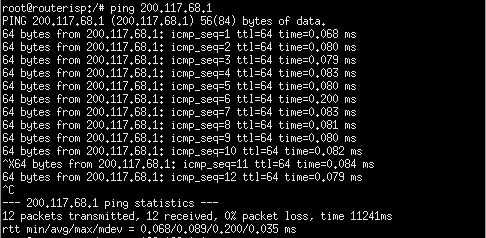 root@routerisp:/# ping 200.117.68.1
PING 200.117.68.1 (200.117.68.1) 56(84) bytes of data.
64 bytes from 200.117.68.1: icmp_seq=1 ttl=64 time=0.068 ms
64 bytes from 200.117.68.1: icmp_seq=2 ttl=64 time=0.080 ms
64 bytes from 200.117.68.1: icmp_seq=3 ttl=64 time=0.079 ms
64 bytes from 200.117.68.1: icmp_seq=4 ttl=64 time=0.083 ms
64 bytes from 200.117.68.1: icmp_seq=5 ttl=64 time=0.080 ms
64 bytes from 200.117.68.1: icmp_seq=6 ttl=64 time=0.200 ms
64 bytes from 200.117.68.1: icmp_seq=7 ttl=64 time=0.083 ms
64 bytes from 200.117.68.1: icmp_seq=8 ttl=64 time=0.081 ms
64 bytes from 200.117.68.1: icmp_seq=9 ttl=64 time=0.080 ms
64 bytes from 200.117.68.1: icmp_seq=10 ttl=64 time=0.082 ms
^X64 bytes from 200.117.68.1: icmp_seq=11 ttl=64 time=0.084 ms
64 bytes from 200.117.68.1: icmp_seq=12 ttl=64 time=0.079 ms
^C
--- 200.117.68.1 ping statistics ---
12 packets transmitted, 12 received, 0% packet loss, time 11241ms
rtt min/avg/max/mdev = 0.068/0.089/0.200/0.035 ms